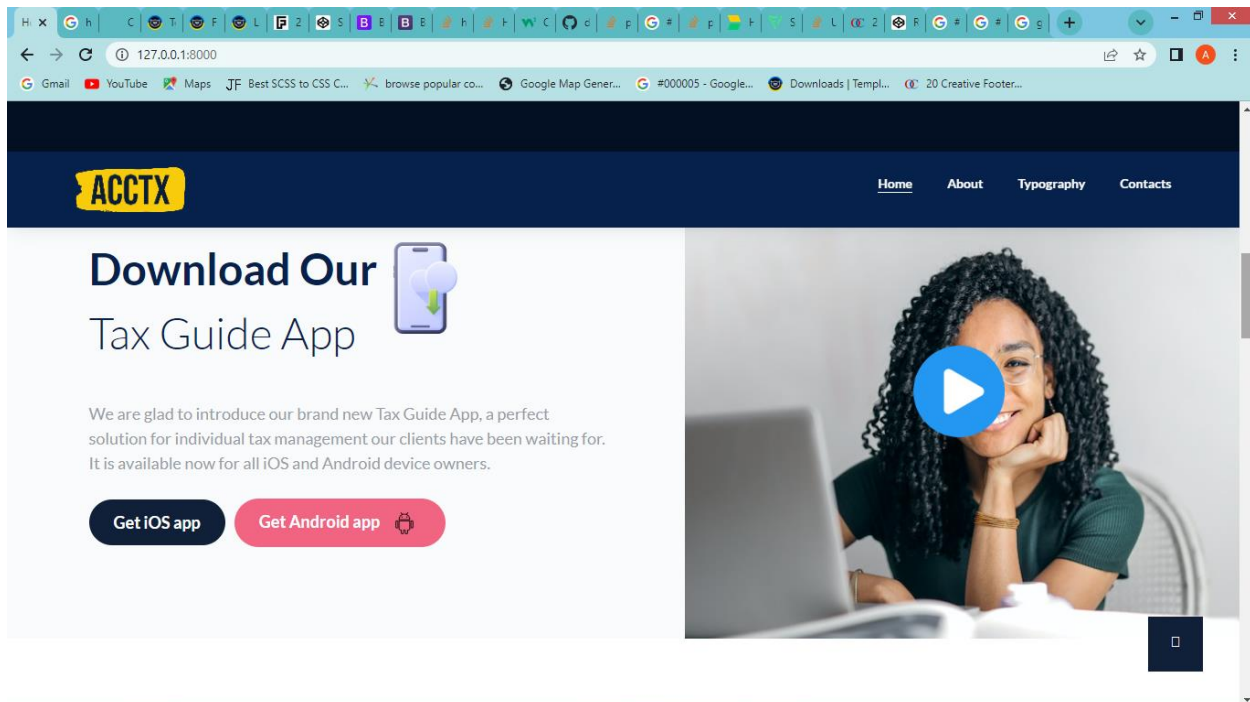 127.0.0.1:8000
Gmail YouTube Maps JF Best SCSS to CSS C... browse popular co... Google Map Gener... #000005 - Google... Downloads | Templ... 20 Creative Footer...
ACCTX
Home About Typography Contacts
Download Our
Tax Guide App
We are glad to introduce our brand new Tax Guide App, a perfect
solution for individual tax management our clients have been waiting for.
It is available now for all iOS and Android device owners.
Get iOS app Get Android app